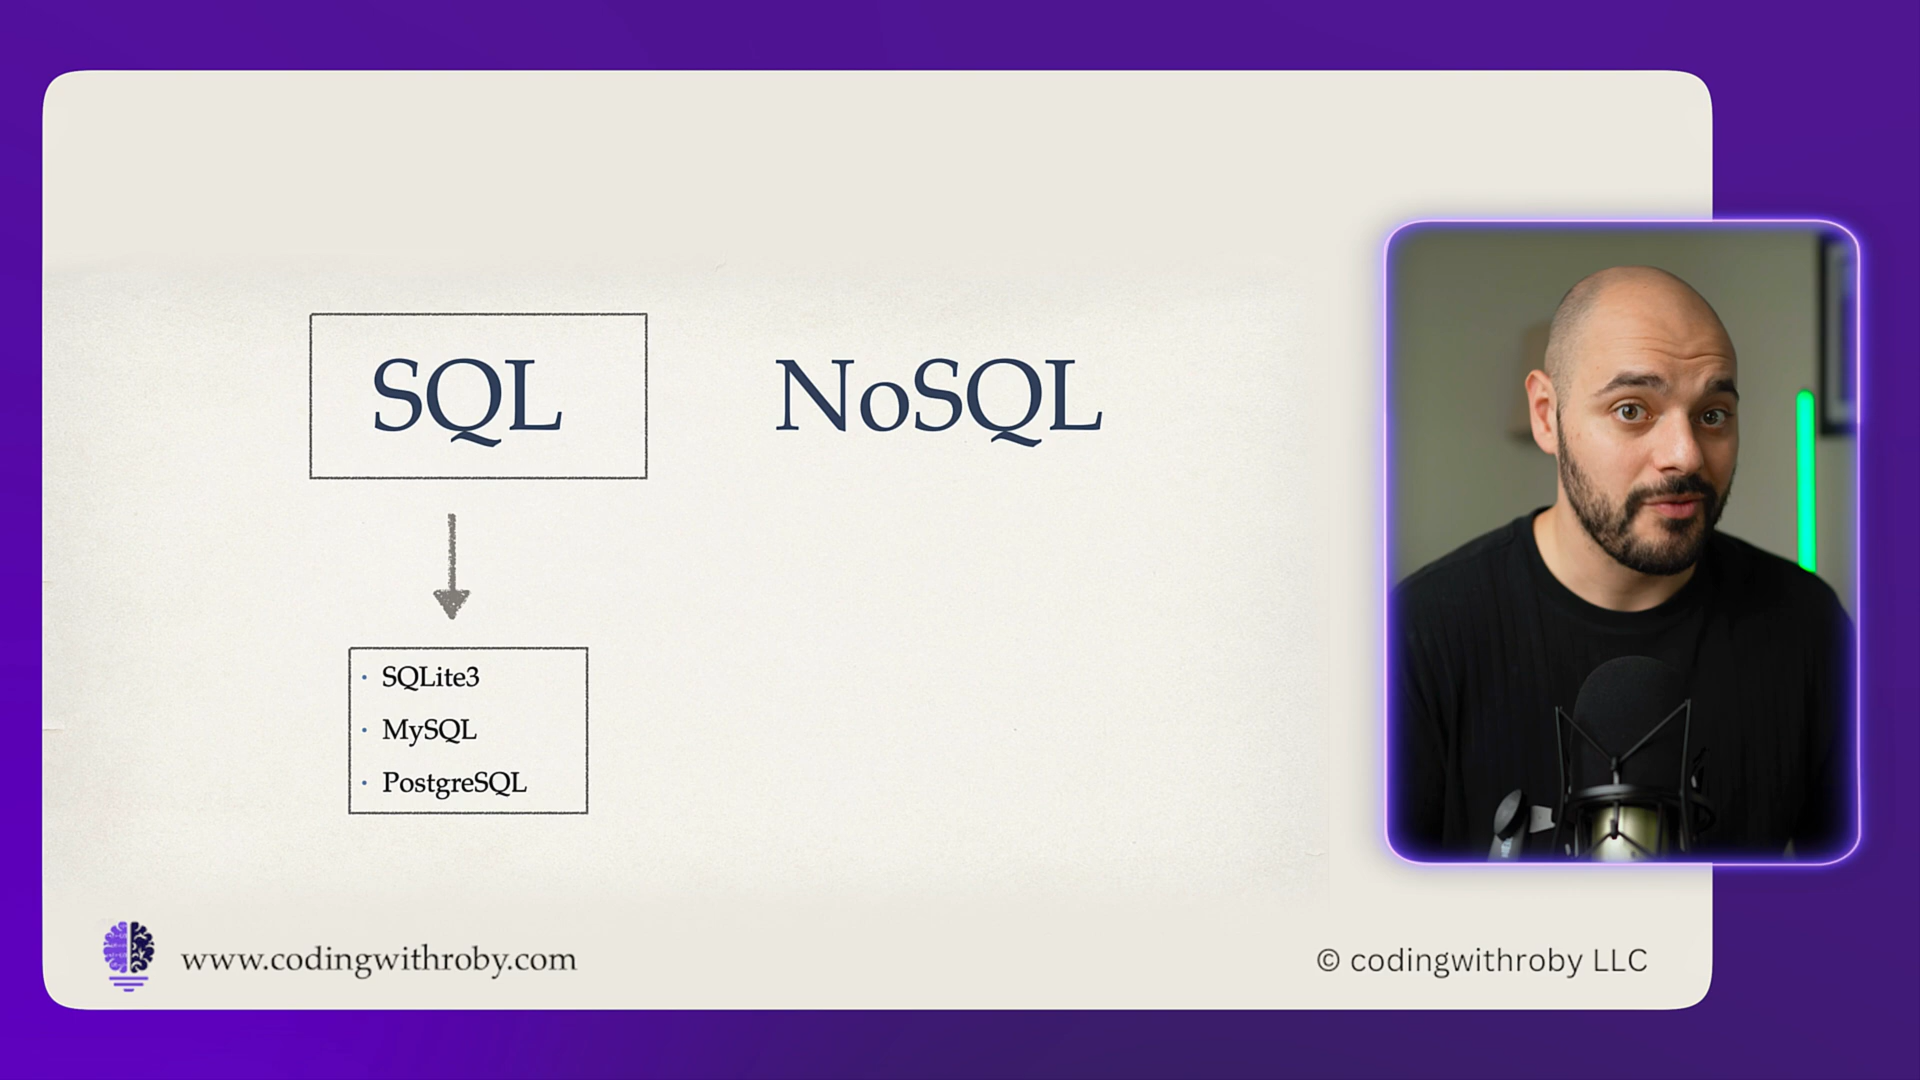 SQL
NoSQL
• SQLite3
• MySQL
• PostgreSQL
www.codingwithroby.com
© codingwithroby LLC